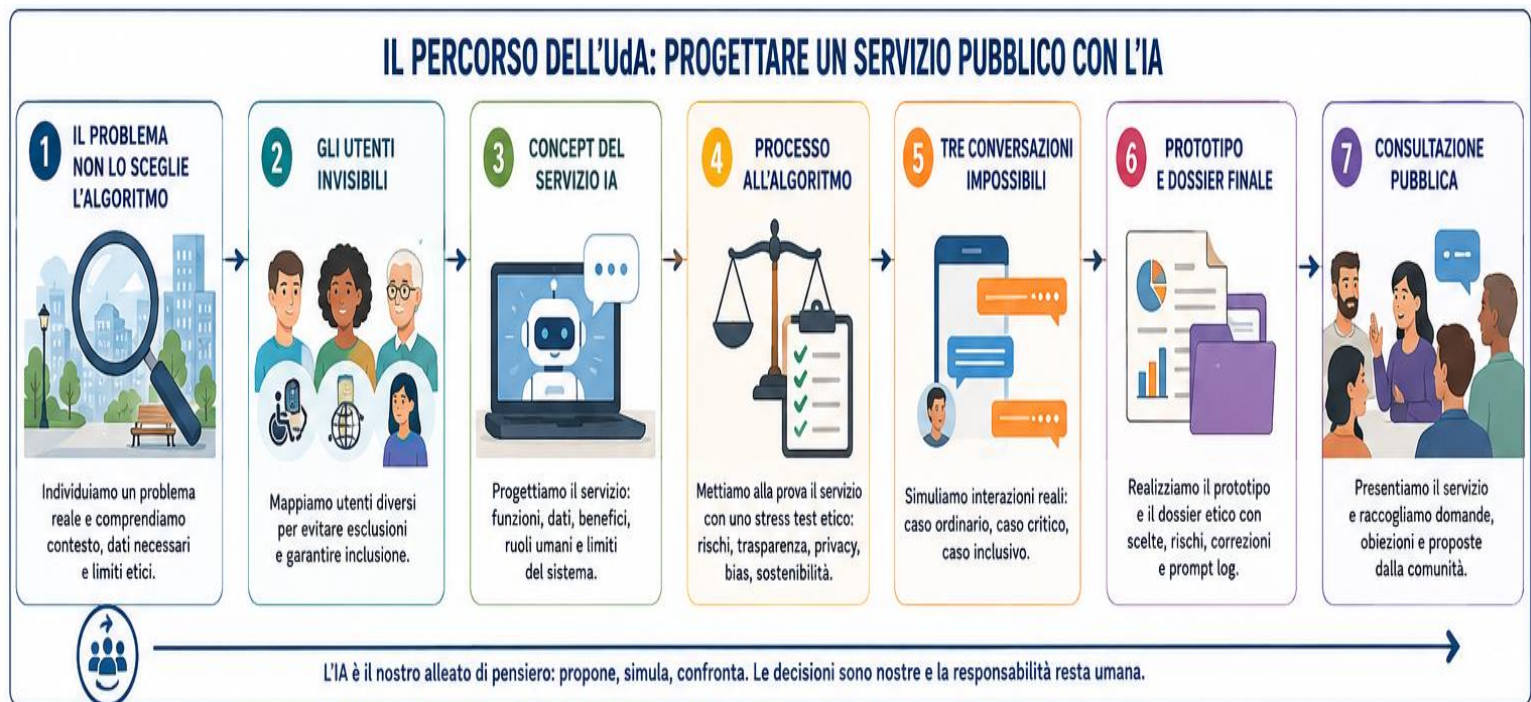 IL PERCORSO DELL'UdA: PROGETTARE UN SERVIZIO PUBBLICO CON L'IA
1
IL PROBLEMA
NON LO SCEGLIE
L'ALGORITMO
Individuiamo un problema
reale e comprendiamo
contesto, dati necessari
e limiti etici.
2
GLI UTENTI
INVISIBILI
Mappiamo utenti diversi
per evitare esclusioni
e garantire inclusione.
3
CONCEPT DEL
SERVIZIO IA
Progettiamo il servizio:
funzioni, dati, benefici,
ruoli umani e limiti
del sistema.
4
PROCESSO
ALL'ALGORITMO
Mettiamo alla prova il servizio
con uno stress test etico:
rischi, trasparenza, privacy,
bias, sostenibilità.
5
TRE CONVERSAZIONI
IMPOSSIBILI
Simuliamo interazioni reali:
caso ordinario, caso critico,
caso inclusivo.
6
PROTOTIPO
E DOSSIER FINALE
Realizziamo il prototipo
e il dossier etico con
scelte, rischi, correzioni
e prompt log.
7
CONSULTAZIONE
PUBBLICA
Presentiamo il servizio
e raccogliamo domande,
obiezioni e proposte
dalla comunità.
L'IA è il nostro alleato di pensiero: propone, simula, confronta. Le decisioni sono nostre e la responsabilità resta umana.